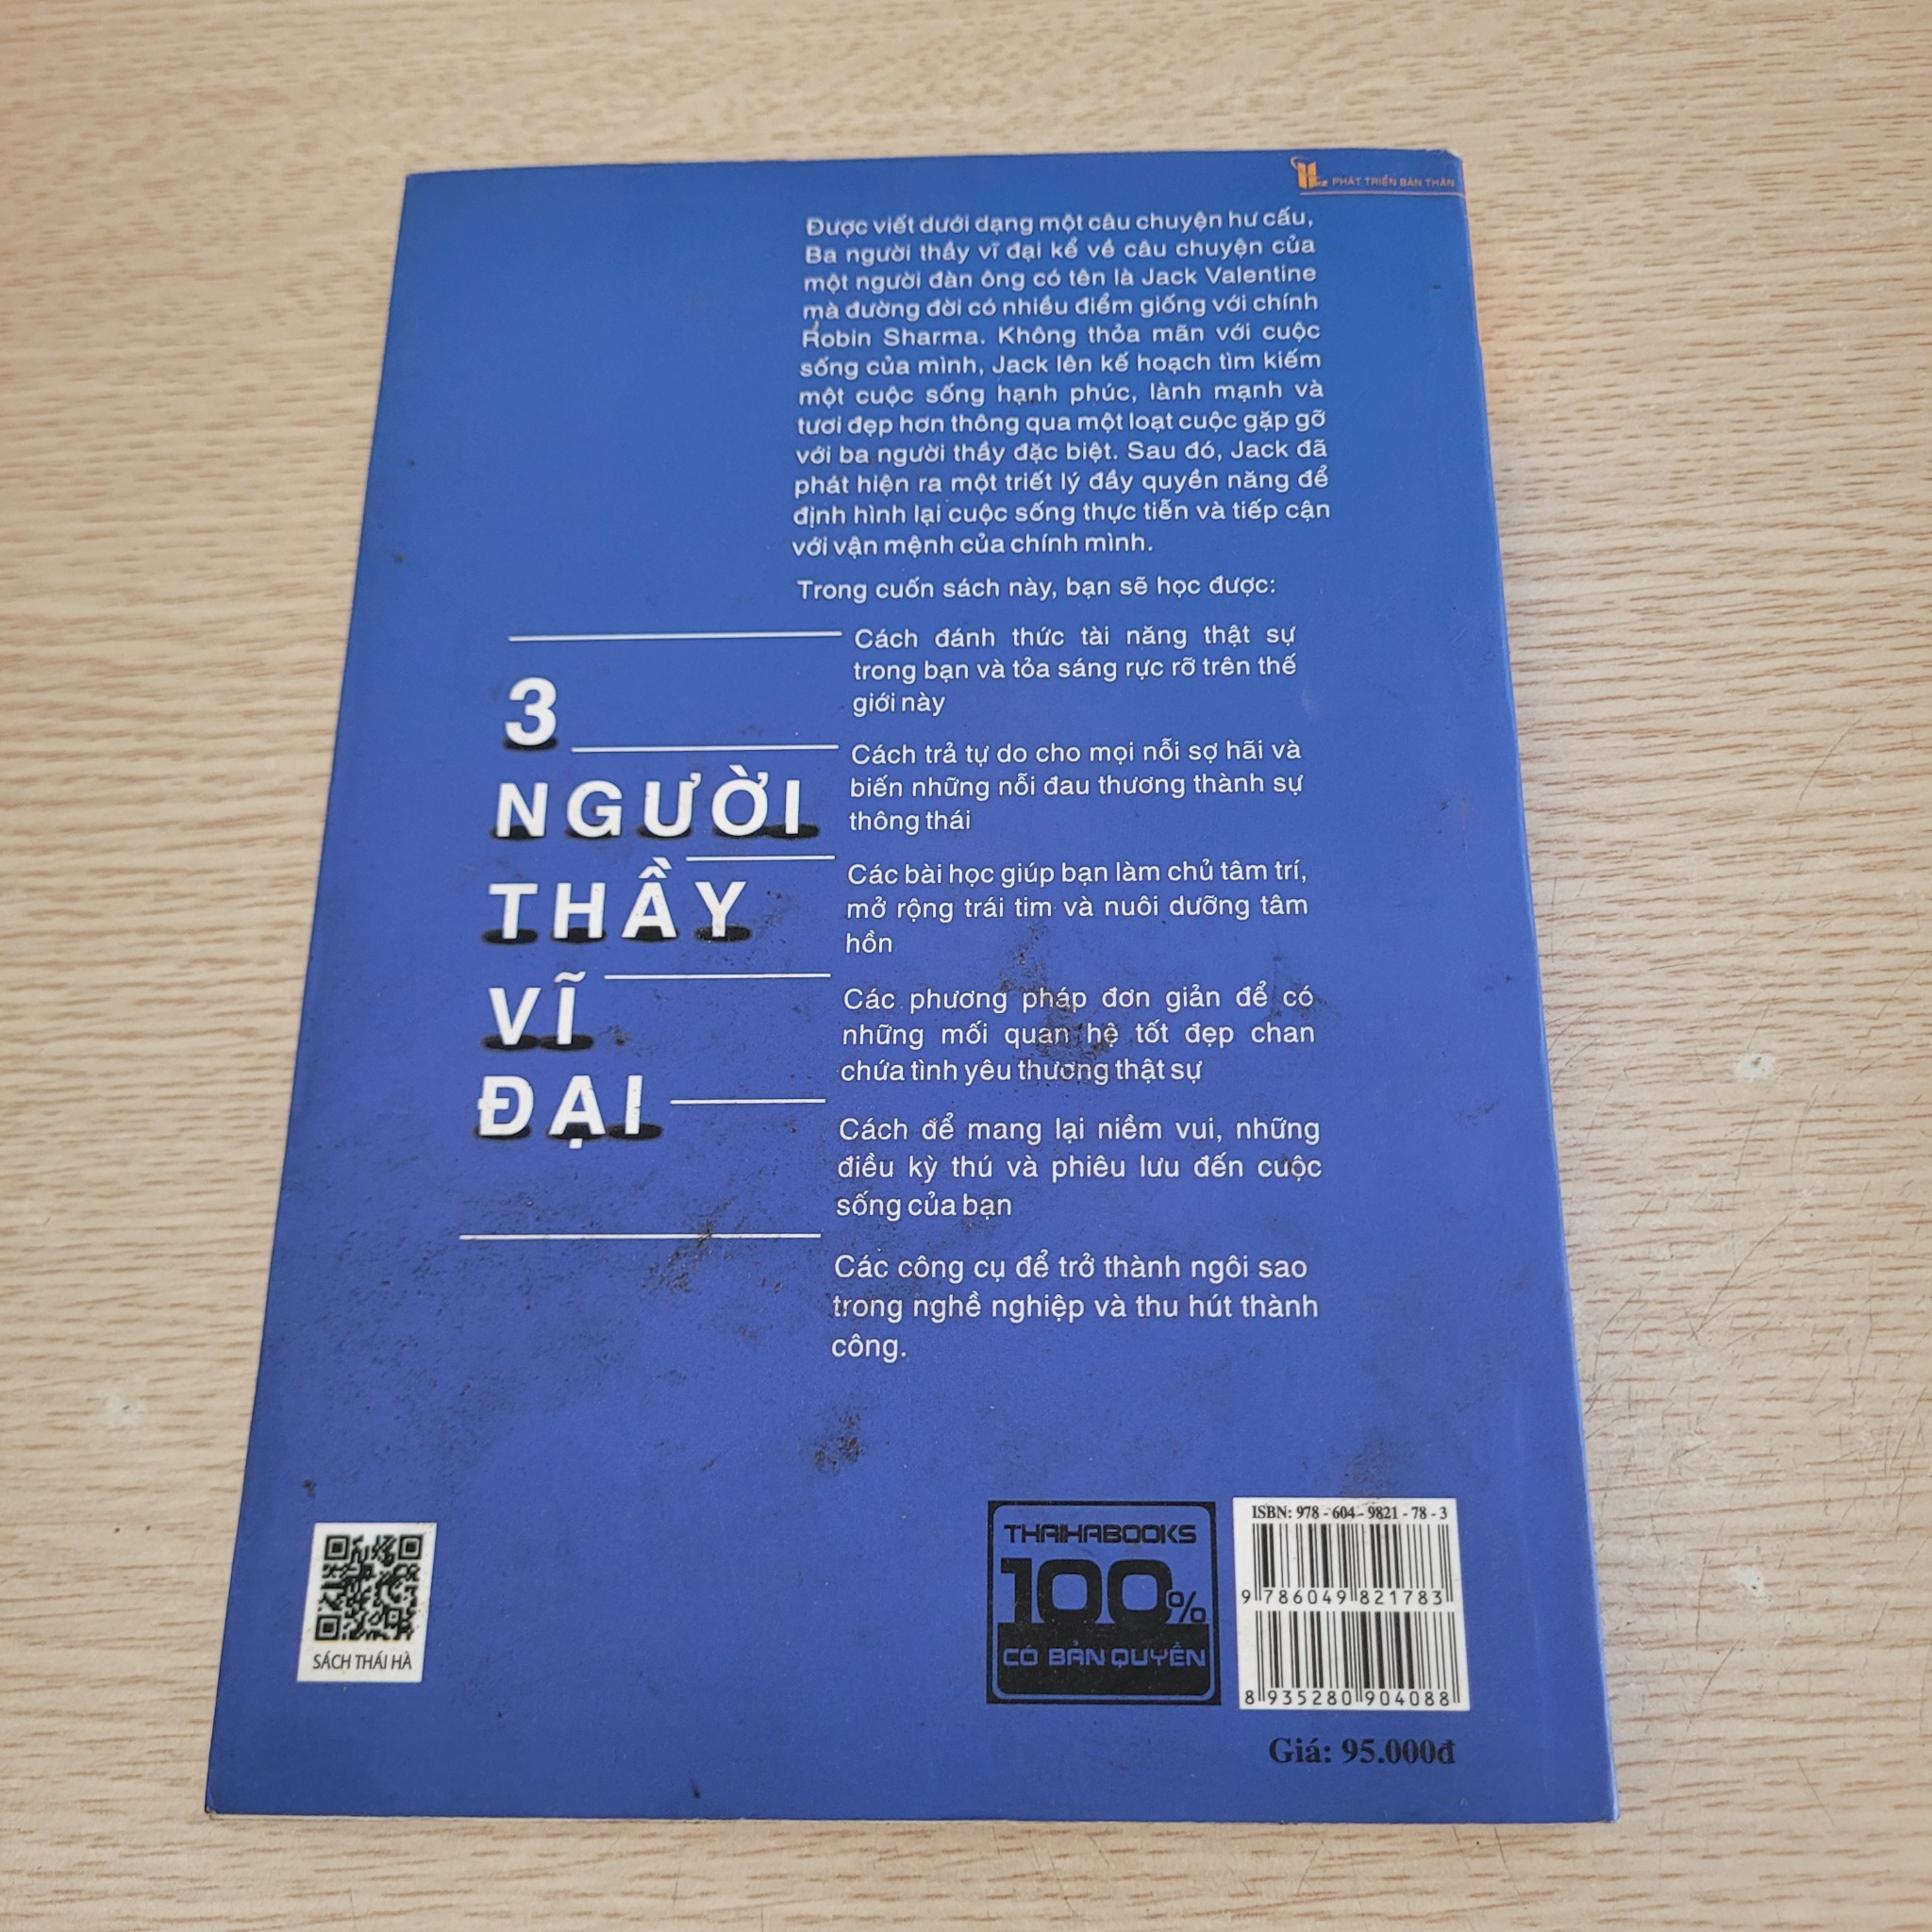 PHÁT TRIỂN BẢN THÂN
Được viết dưới dạng một câu chuyện hư cấu,
Ba người thầy vĩ đại kể về câu chuyện của
một người đàn ông có tên là Jack Valentine
mà đường đời có nhiều điểm giống với chính
Robin Sharma. Không thỏa mãn với cuộc
sống của mình, Jack lên kế hoạch tìm kiếm
một cuộc sống hạnh phúc, lành mạnh và
tươi đẹp hơn thông qua một loạt cuộc gặp gỡ
với ba người thầy đặc biệt. Sau đó, Jack đã
phát hiện ra một triết lý đầy quyền năng để
định hình lại cuộc sống thực tiễn và tiếp cận
với vận mệnh của chính mình.
Trong cuốn sách này, bạn sẽ học được:
3
NGƯỜI
THẦY
VĨ
ĐẠI
Cách đánh thức tài năng thật sự
trong bạn và tỏa sáng rực rỡ trên thế
giới này
Cách trả tự do cho mọi nỗi sợ hãi và
biến những nỗi đau thương thành sự
thông thái
Các bài học giúp bạn làm chủ tâm trí,
mở rộng trái tim và nuôi dưỡng tâm
hồn
Các phương pháp đơn giản để có
những mối quan hệ tốt đẹp chan
chứa tình yêu thương thật sự
Cách để mang lại niềm vui, những
điều kỳ thú và phiêu lưu đến cuộc
sống của bạn
Các công cụ để trở thành ngôi sao
trong nghề nghiệp và thu hút thành
công.
SÁCH THÁI HÀ
THAIHABOOKS
100%
CÓ BẢN QUYỀN
ISBN: 978 - 604 - 9821 - 78 - 3
9 786049 821783
8 935280 904088
Giá: 95.000đ